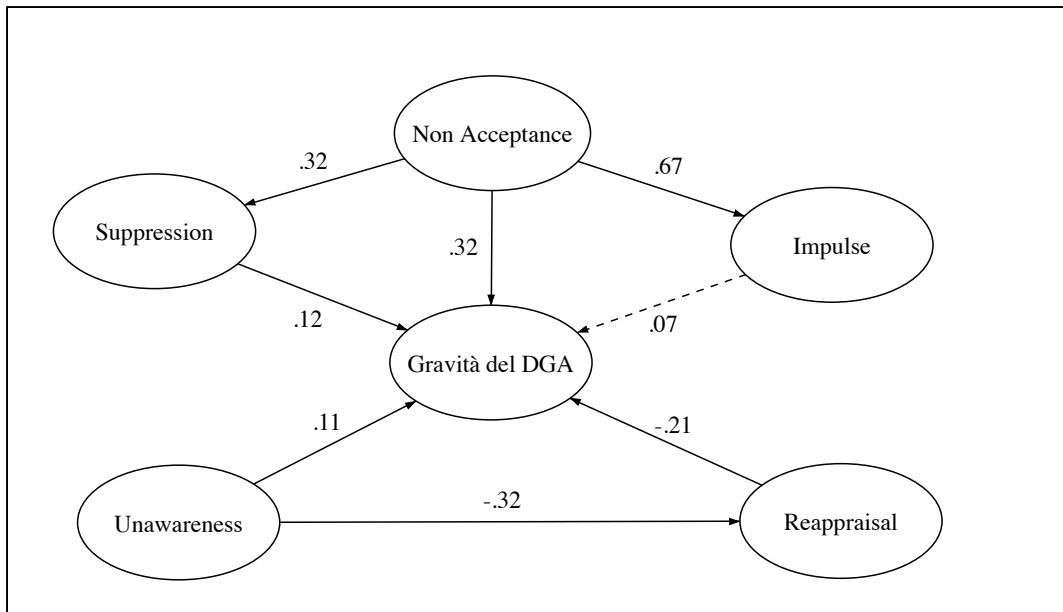 Non Acceptance
.32
.67
Suppression
.32
Impulse
.12
.07
Gravità del DGA
.11
-.21
-.32
Unawareness
Reappraisal